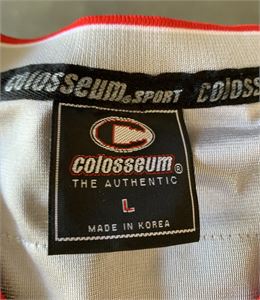 colosseum SPORT colosseum
colosseum®
THE AUTHENTIC
L
MADE IN KOREA